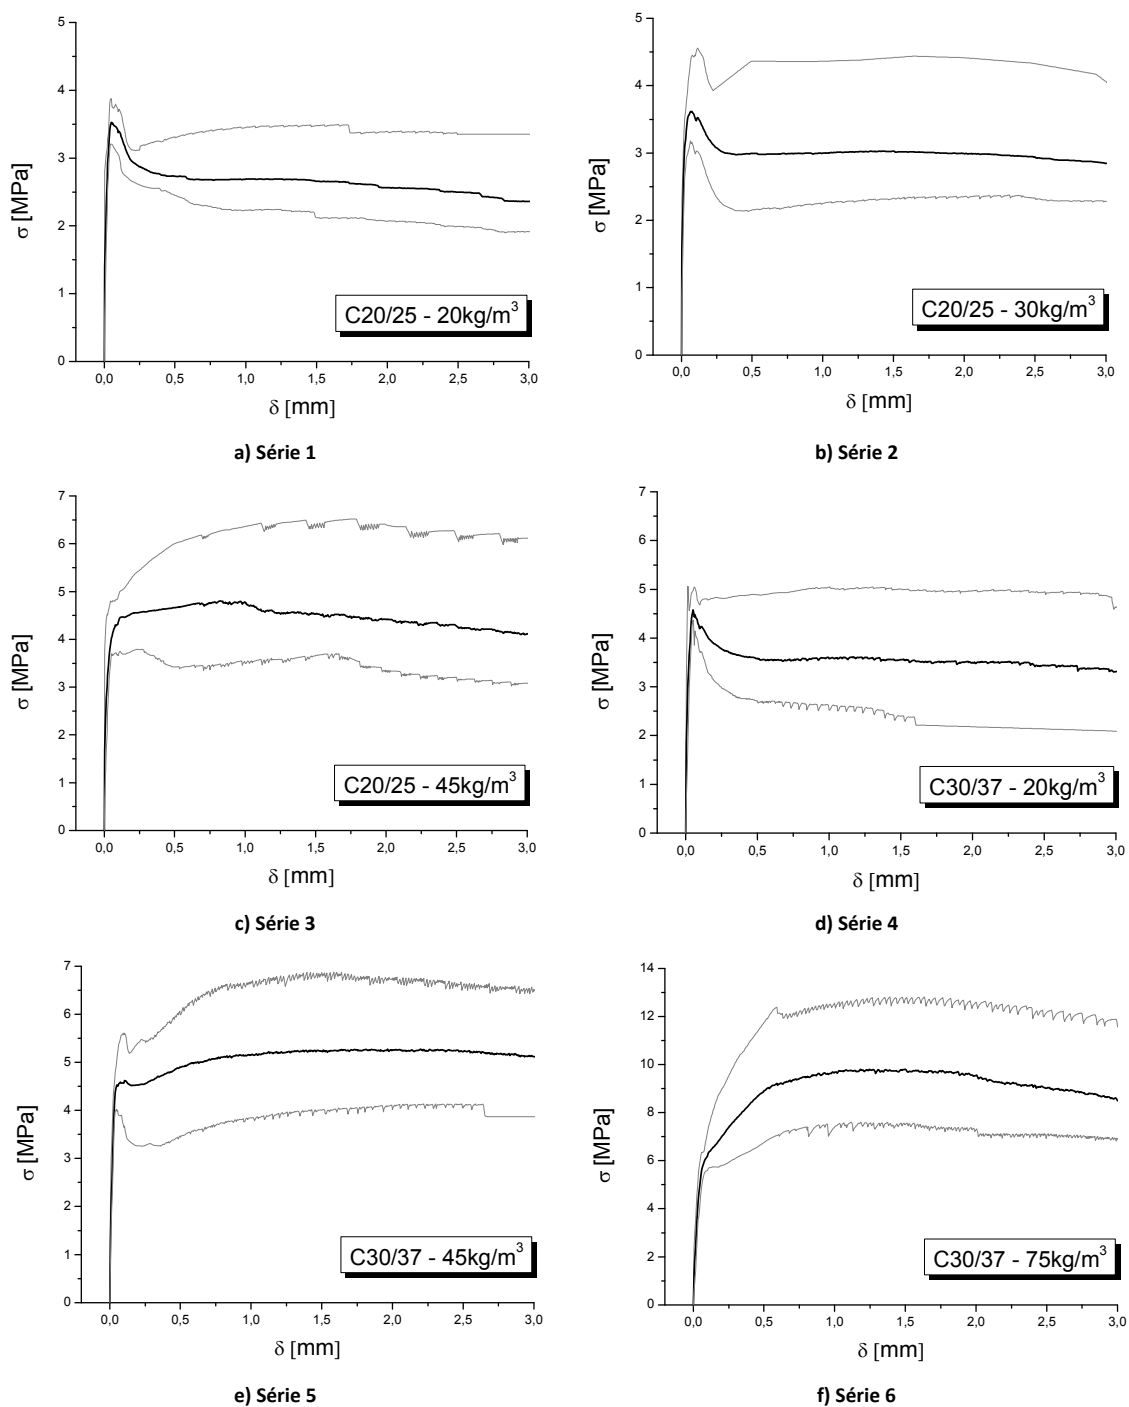 5
4
3
2
1
0
σ [MPa]
0,0 0,5 1,0 1,5 2,0 2,5 3,0
δ [mm]
C20/25 - 20kg/m³
a) Série 1
5
4
3
2
1
0
σ [MPa]
0,0 0,5 1,0 1,5 2,0 2,5 3,0
δ [mm]
C20/25 - 30kg/m³
b) Série 2
7
6
5
4
3
2
1
0
σ [MPa]
0,0 0,5 1,0 1,5 2,0 2,5 3,0
δ [mm]
C20/25 - 45kg/m³
c) Série 3
7
6
5
4
3
2
1
0
σ [MPa]
0,0 0,5 1,0 1,5 2,0 2,5 3,0
δ [mm]
C30/37 - 20kg/m³
d) Série 4
7
6
5
4
3
2
1
0
σ [MPa]
0,0 0,5 1,0 1,5 2,0 2,5 3,0
δ [mm]
C30/37 - 45kg/m³
e) Série 5
14
12
10
8
6
4
2
0
σ [MPa]
0,0 0,5 1,0 1,5 2,0 2,5 3,0
δ [mm]
C30/37 - 75kg/m³
f) Série 6